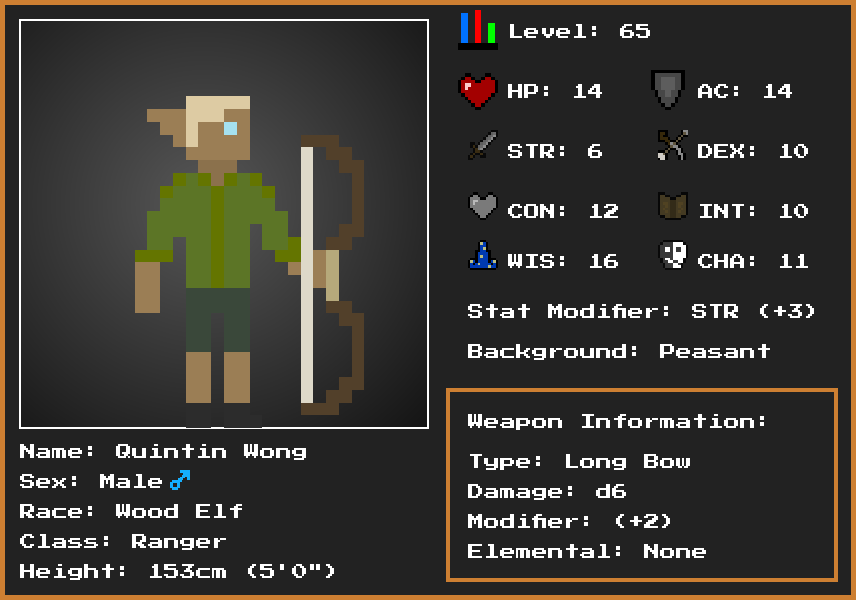 Level: 65
HP: 14
AC: 14
STR: 6
DEX: 10
CON: 12
INT: 10
WIS: 16
CHA: 11
Stat Modifier: STR (+3)
Background: Peasant
Weapon Information:
Type: Long Bow
Damage: d6
Modifier: (+2)
Elemental: None
Name: Quintin Wong
Sex: Male♂
Race: Wood Elf
Class: Ranger
Height: 153cm (5'0")